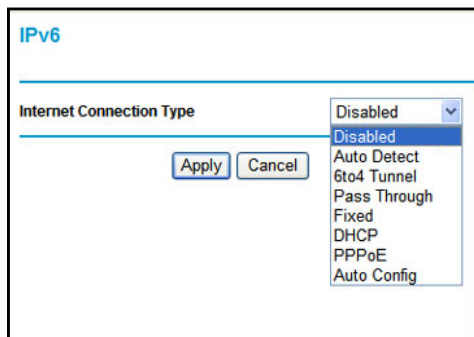 IPv6
Internet Connection Type Disabled
Disabled
Auto Detect
Apply Cancel
6to4 Tunnel
Pass Through
Fixed
DHCP
PPPoE
Auto Config